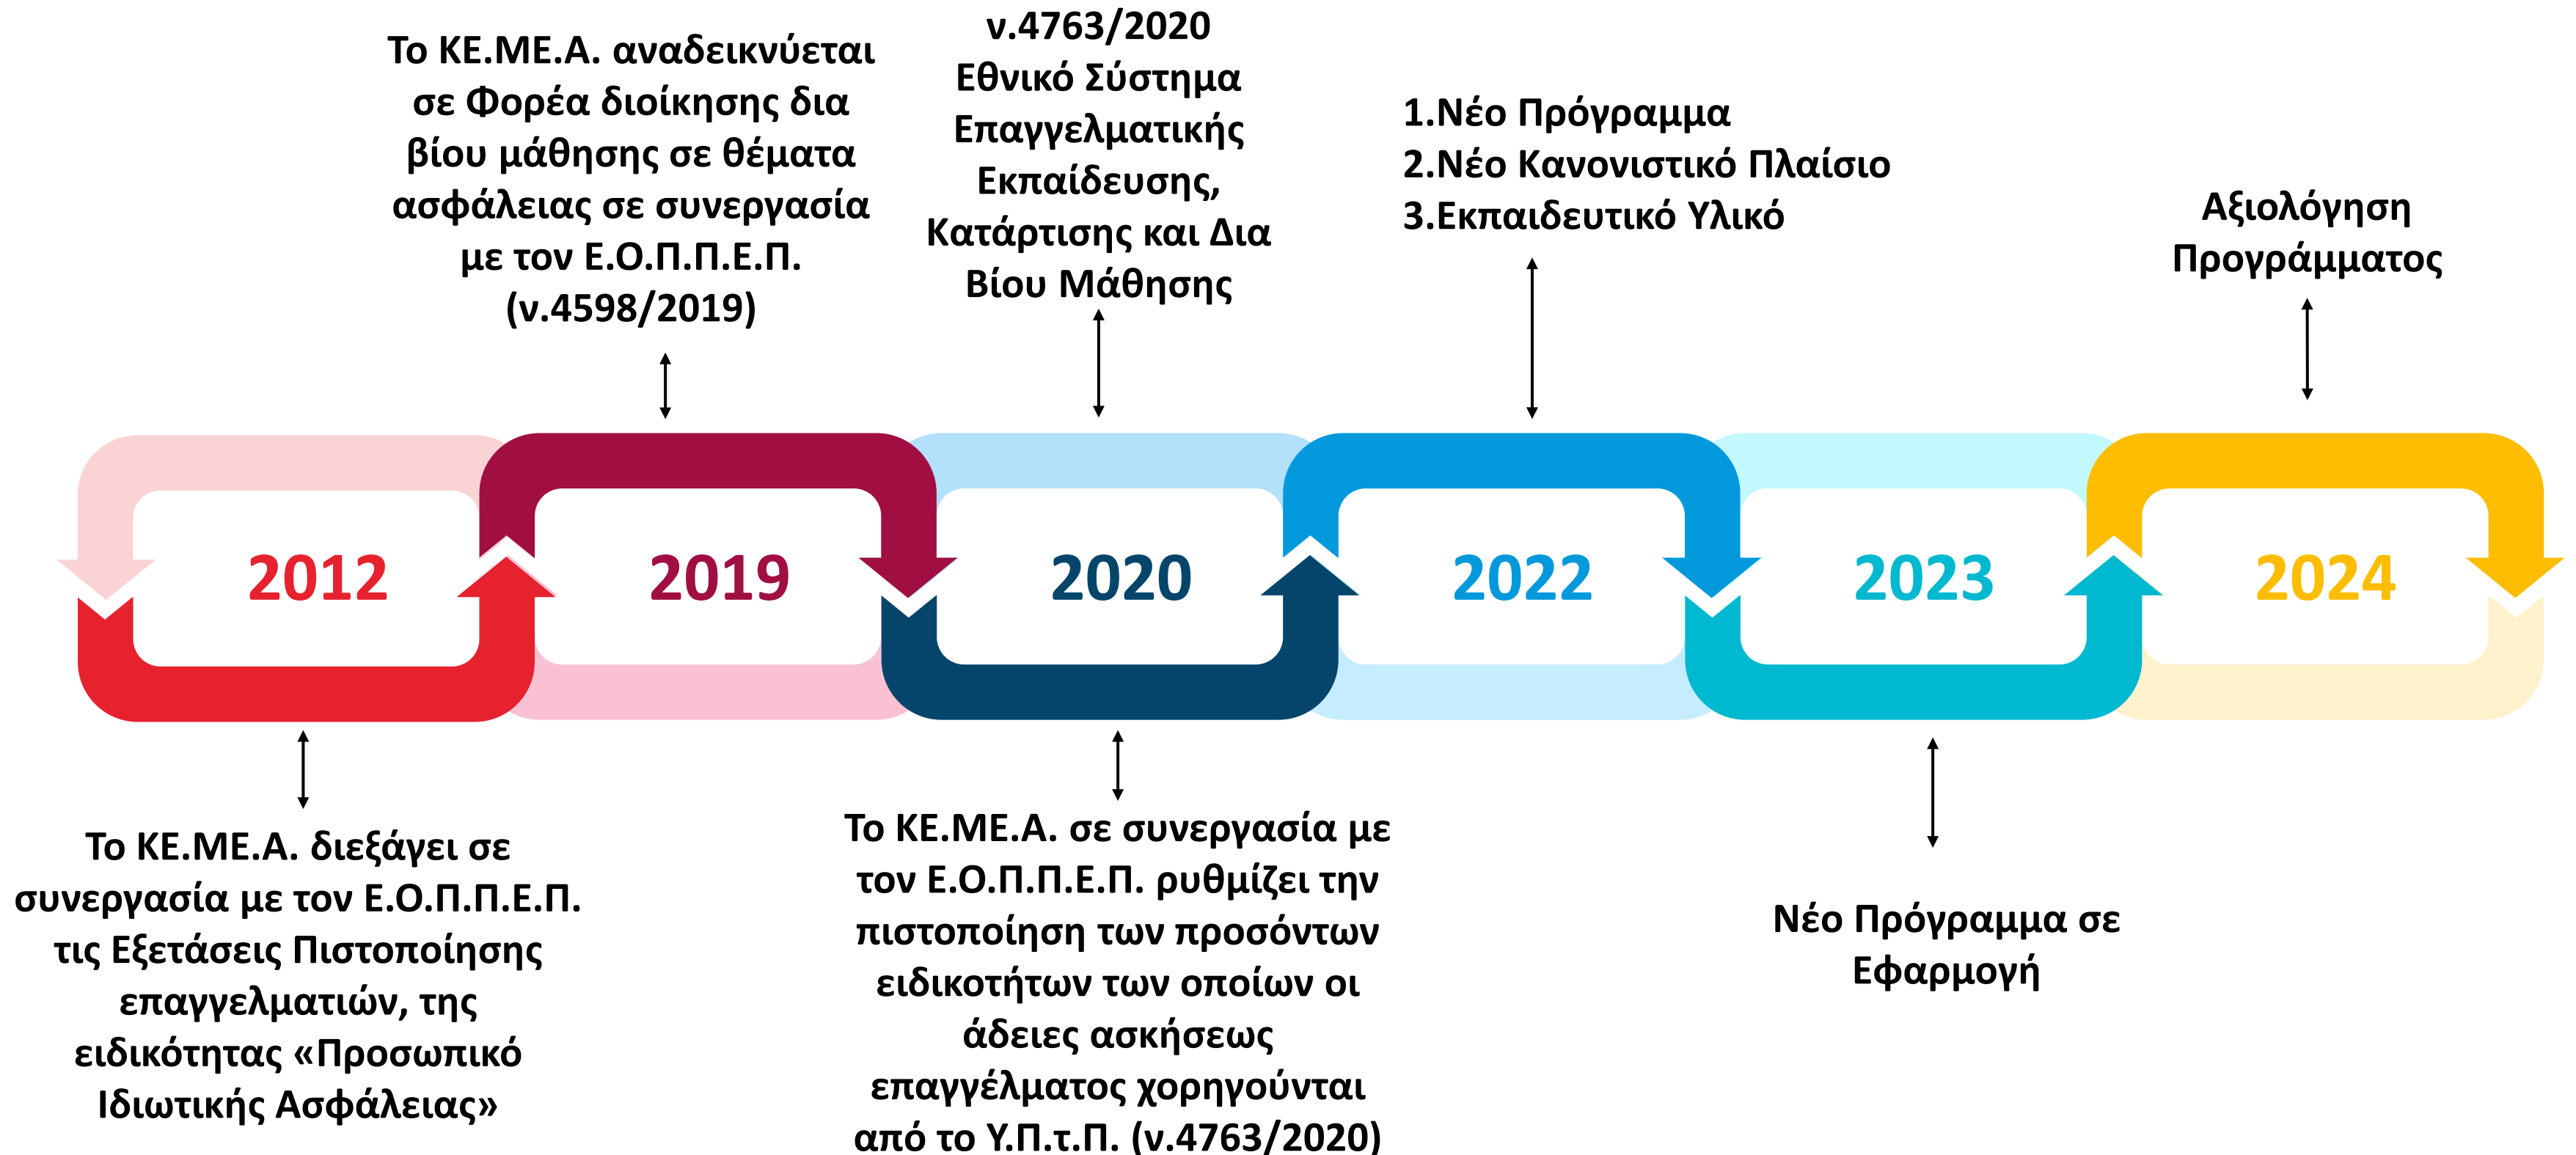 Το ΚΕ.ΜΕ.Α. αναδεικνύεται
σε Φορέα διοίκησης δια
βίου μάθησης σε θέματα
ασφάλειας σε συνεργασία
με τον Ε.Ο.Π.Π.Ε.Π.
(ν.4598/2019)
ν.4763/2020
Εθνικό Σύστημα
Επαγγελματικής
Εκπαίδευσης,
Κατάρτισης και Δια
Βίου Μάθησης
1.Νέο Πρόγραμμα
2.Νέο Κανονιστικό Πλαίσιο
3.Εκπαιδευτικό Υλικό
Αξιολόγηση
Προγράμματος
2012
2019
2020
2022
2023
2024
Το ΚΕ.ΜΕ.Α. διεξάγει σε
συνεργασία με τον Ε.Ο.Π.Π.Ε.Π.
τις Εξετάσεις Πιστοποίησης
επαγγελματιών, της
ειδικότητας «Προσωπικό
Ιδιωτικής Ασφάλειας»
Το ΚΕ.ΜΕ.Α. σε συνεργασία με
τον Ε.Ο.Π.Π.Ε.Π. ρυθμίζει την
πιστοποίηση των προσόντων
ειδικοτήτων των οποίων οι
άδειες ασκήσεως
επαγγέλματος χορηγούνται
από το Υ.Π.τ.Π. (ν.4763/2020)
Νέο Πρόγραμμα σε
Εφαρμογή